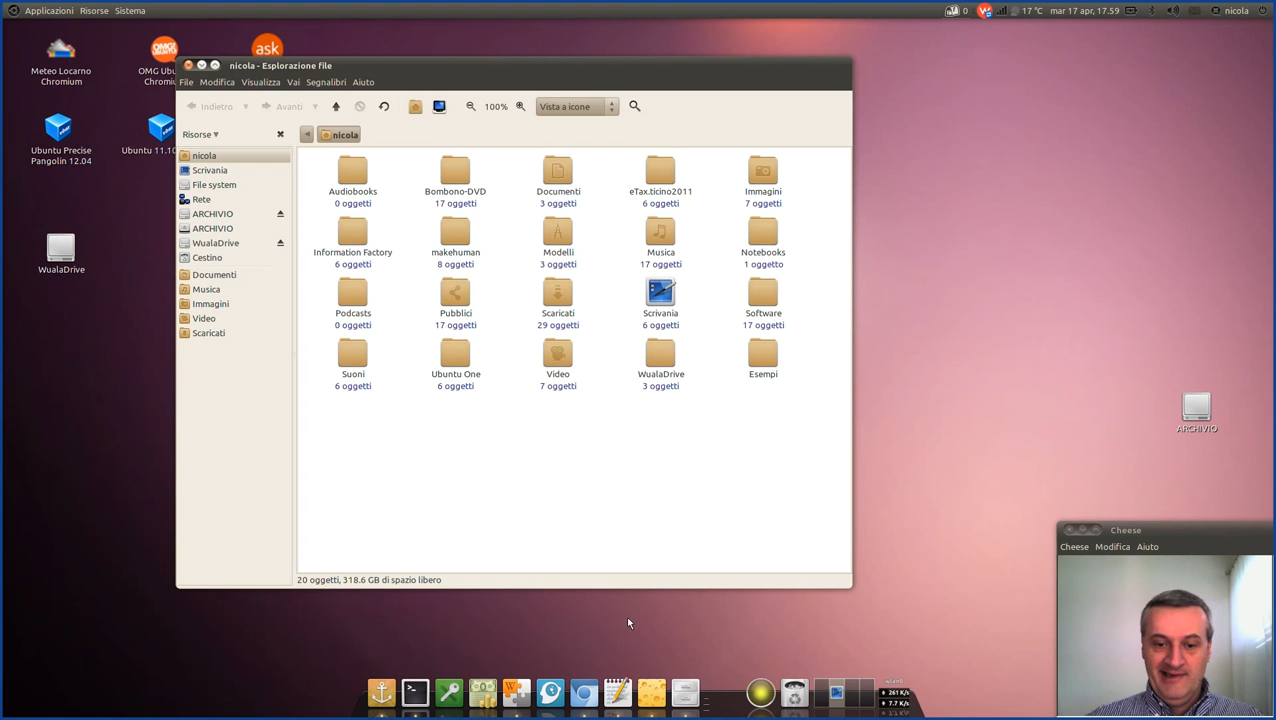 Applicazioni Risorse Sistema
0 17 °C mar 17 apr, 17.59 nicola
Meteo Locarno
Chromium
OMG! Ubuntu
OMG Ub
Chromiu
ask
Ubuntu Precise
Pangolin 12.04
Ubuntu 11.10
WualaDrive
nicola - Esplorazione file
File Modifica Visualizza Vai Segnalibri Aiuto
Indietro Avanti 100% Vista a icone
Risorse
nicola
nicola
Scrivania
File system
Rete
ARCHIVIO
ARCHIVIO
WualaDrive
Cestino
Documenti
Musica
Immagini
Video
Scaricati
Audiobooks
0 oggetti
Bombono-DVD
17 oggetti
Documenti
3 oggetti
eTax.ticino2011
6 oggetti
Immagini
7 oggetti
Information Factory
6 oggetti
makehuman
8 oggetti
Modelli
3 oggetti
Musica
17 oggetti
Notebooks
1 oggetto
Podcasts
0 oggetti
Pubblici
17 oggetti
Scaricati
29 oggetti
Scrivania
6 oggetti
Software
17 oggetti
Suoni
6 oggetti
Ubuntu One
6 oggetti
Video
7 oggetti
WualaDrive
3 oggetti
Esempi
20 oggetti, 318.6 GB di spazio libero
ARCHIVIO
Cheese
Cheese Modifica Aiuto
wlan0
261 K/s
7.7 K/s